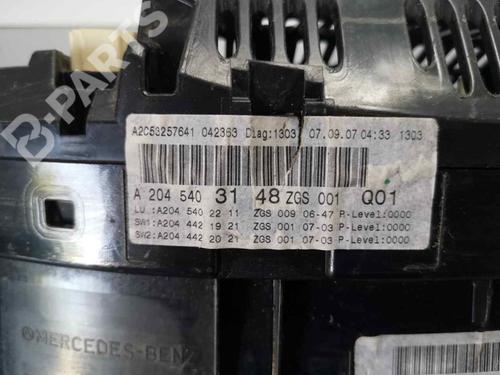 A2C53257641 042363 Diag:1303 07.09.07 04:33 1303
A 204 540 31 48 ZGS 001 Q01
LU :A204 540 22 11 ZGS 009 06-47 P-Level:0000
SW1:A204 442 19 21 ZGS 001 07-03 P-Level:0000
SW2:A204 442 20 21 ZGS 001 07-03 P-Level:0000
MERCEDES-BENZ
B-PARTS